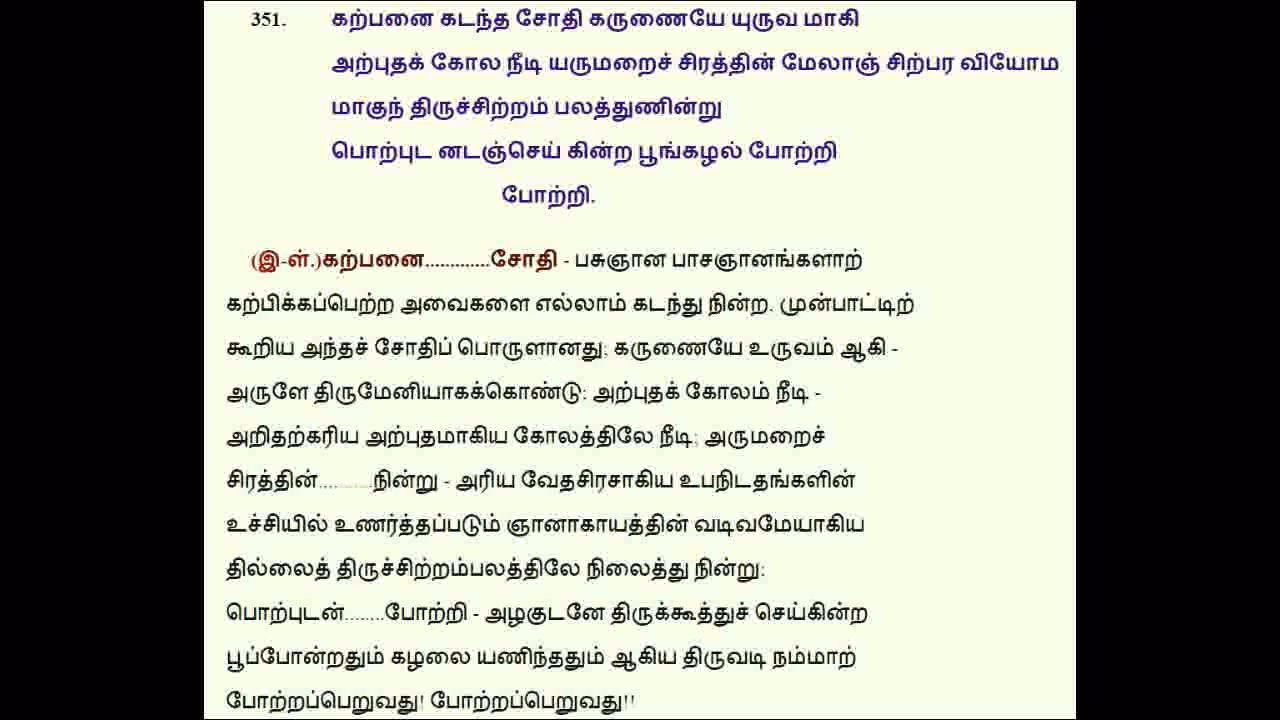 351. கற்பனை கடந்த சோதி கருணையே யுருவ மாகி
அற்புதக் கோல நீடி யருமறைச் சிரத்தின் மேலாஞ் சிற்பர வியோம
மாகுந் திருச்சிற்றம் பலத்துணின்று
பொற்புட னடஞ்செய் கின்ற பூங்கழல் போற்றி
போற்றி.
(இ-ள்.)கற்பனை.............சோதி - பசுஞான பாசஞானங்களாற்
கற்பிக்கப்பெற்ற அவைகளை எல்லாம் கடந்து நின்ற. முன்பாட்டிற்
கூறிய அந்தச் சோதிப் பொருளானது; கருணையே உருவம் ஆகி -
அருளே திருமேனியாகக்கொண்டு: அற்புதக் கோலம் நீடி -
அறிதற்கரிய அற்புதமாகிய கோலத்திலே நீடி; அருமறைச்
சிரத்தின்...........நின்று - அரிய வேதசிரசாகிய உபநிடதங்களின்
உச்சியில் உணர்த்தப்படும் ஞானாகாயத்தின் வடிவமேயாகிய
தில்லைத் திருச்சிற்றம்பலத்திலே நிலைத்து நின்று:
பொற்புடன்........போற்றி - அழகுடனே திருக்கூத்துச் செய்கின்ற
பூப்போன்றதும் கழலை யணிந்ததும் ஆகிய திருவடி நம்மாற்
போற்றப்பெறுவது! போற்றப்பெறுவது!!